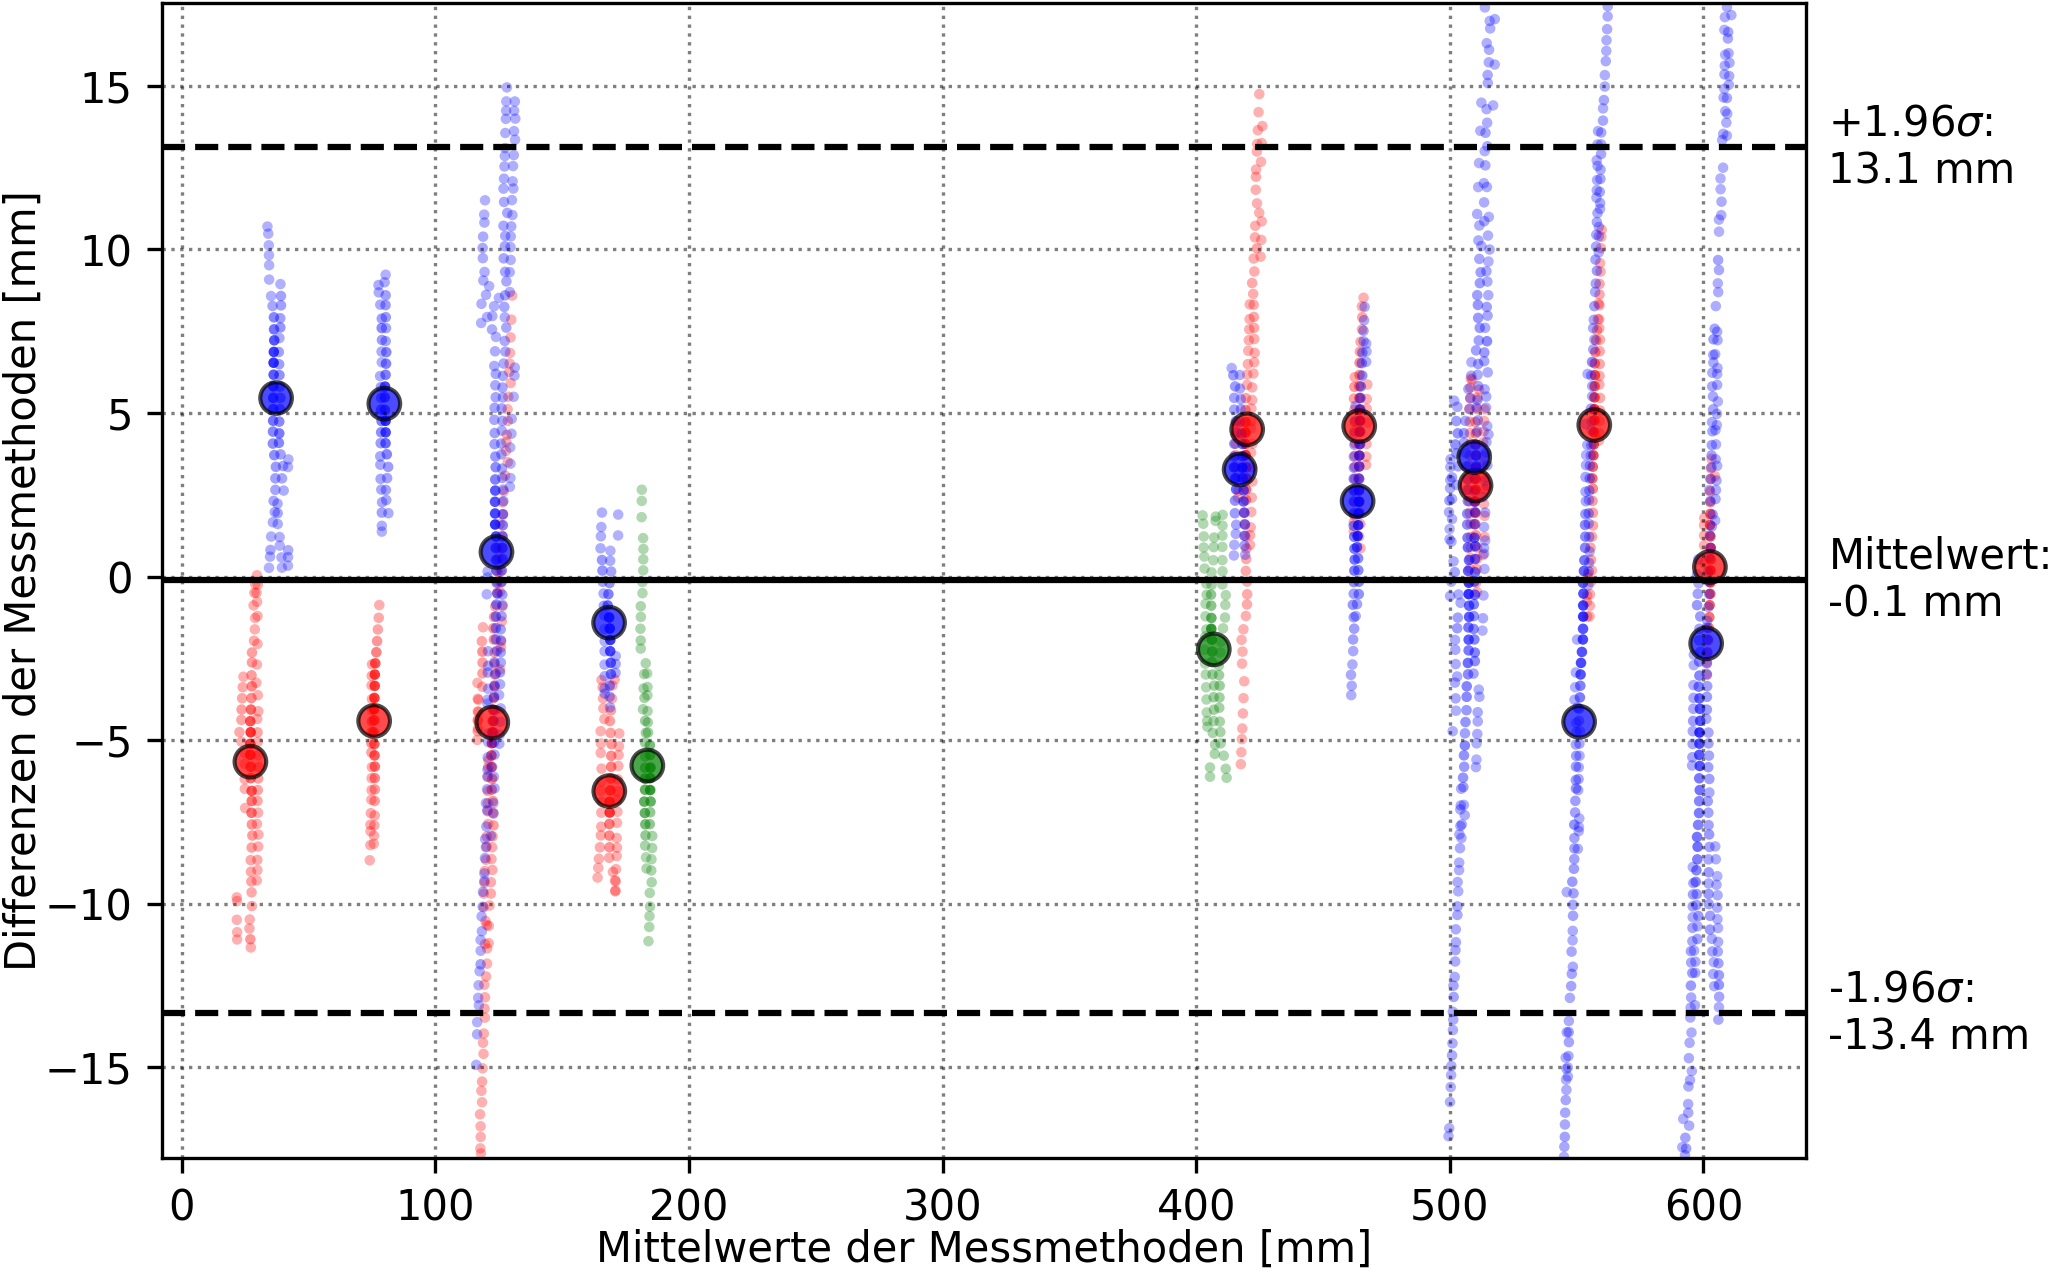 Differenzen der Messmethoden [mm]
15
10
5
0
−5
−10
−15
0
100
200
300
400
500
600
Mittelwerte der Messmethoden [mm]
+1.96σ:
13.1 mm
Mittelwert:
-0.1 mm
-1.96σ:
-13.4 mm